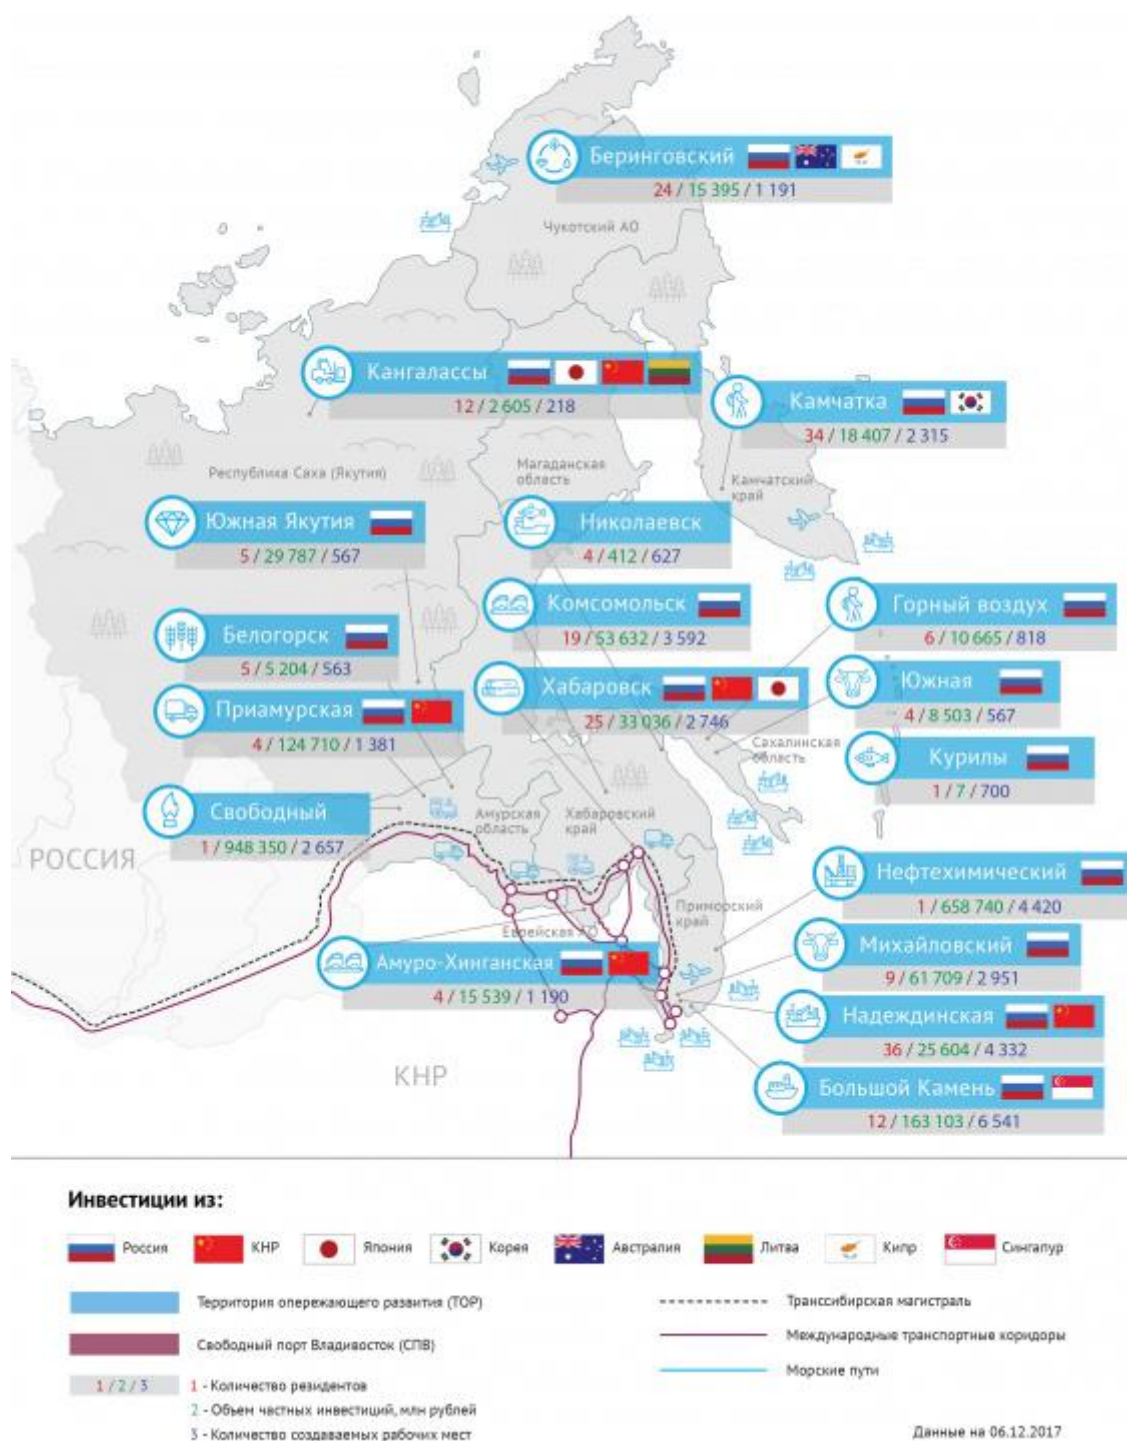 Беринговский
24 / 15 395 / 1 191
Чукотский АО
Кангалассы
12 / 2 605 / 218
Камчатка
34 / 18 407 / 2 315
Республика Саха (Якутия)
Магаданская
область
Камчатский
край
Южная Якутия
5 / 29 787 / 567
Николаевск
4 / 412 / 627
Комсомольск
19 / 53 632 / 3 592
Горный воздух
6 / 10 665 / 818
Белогорск
5 / 5 204 / 563
Хабаровск
25 / 33 036 / 2 746
Южная
4 / 8 503 / 567
Приамурская
4 / 124 710 / 1 381
Сахалинская
область
Курилы
1 / 7 / 700
Свободный
1 / 948 350 / 2 657
Амурская
область
Хабаровский
край
РОССИЯ
Нефтехимический
1 / 658 740 / 4 420
Приморский
край
Еврейская АО
Михайловский
9 / 61 709 / 2 951
Амуро-Хинганская
4 / 15 539 / 1 190
Надеждинская
36 / 25 604 / 4 332
КНР
Большой Камень
12 / 163 103 / 6 541
Инвестиции из:
Россия
КНР
Япония
Корея
Австралия
Литва
Кипр
Сингапур
Территория опережающего развития (ТОР)
Транссибирская магистраль
Свободный порт Владивосток (СПВ)
Международные транспортные коридоры
Морские пути
1 / 2 / 3
1 - Количество резидентов
2 - Объем частных инвестиций, млн рублей
3 - Количество создаваемых рабочих мест
Данные на 06.12.2017